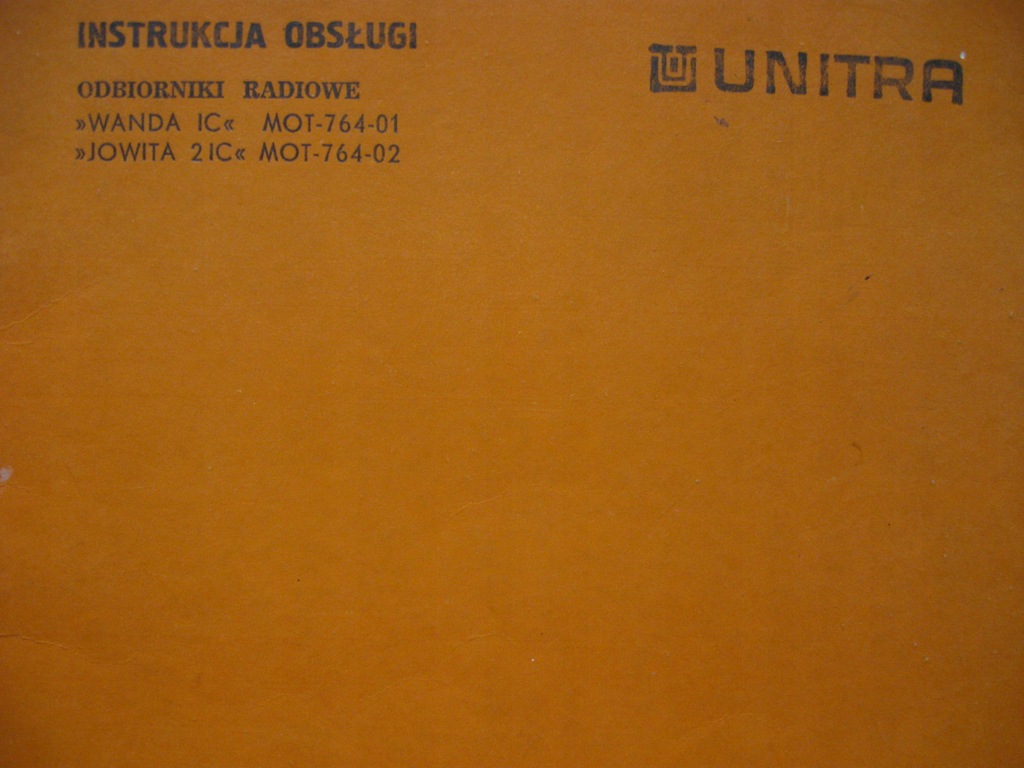 INSTRUKCJA OBSŁUGI
UNITRA
ODBIORNIKI RADIOWE
»WANDA IC« MOT-764-01
»JOWITA 2IC« MOT-764-02